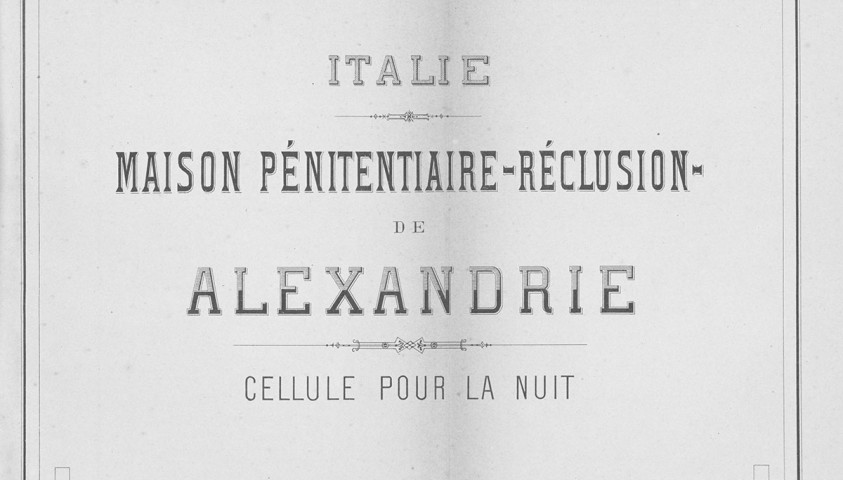 ITALIE
MAISON PÉNITENTIAIRE-RÉCLUSION-
DE
ALEXANDRIE
CELLULE POUR LA NUIT